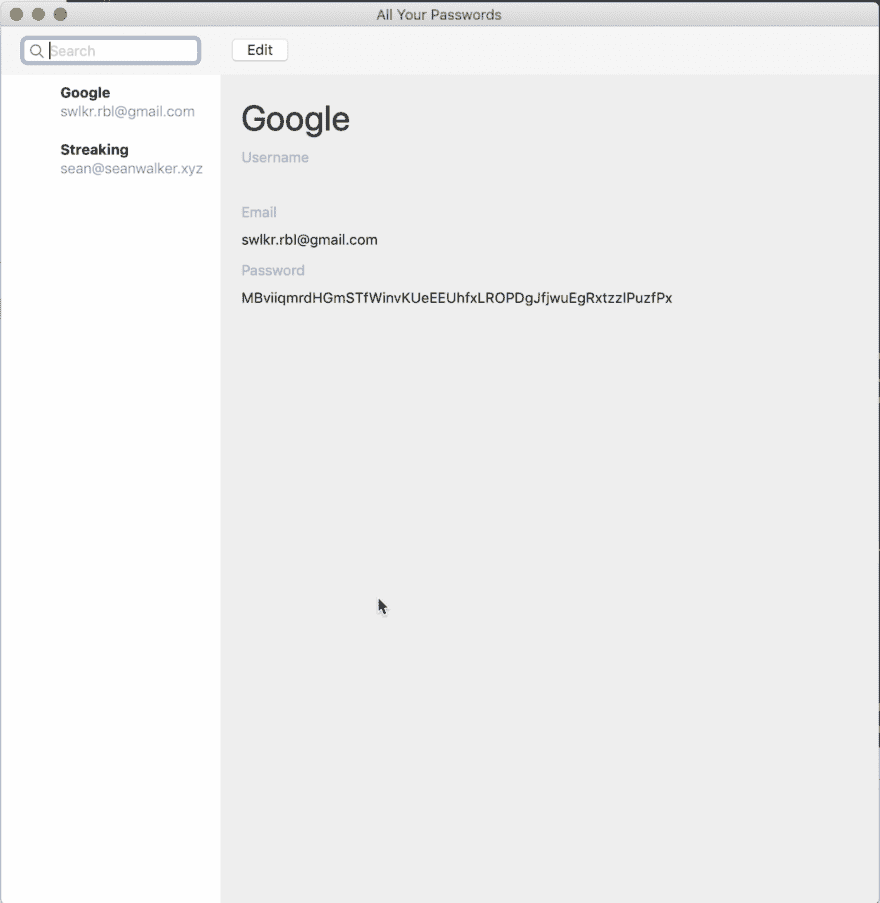 All Your Passwords
Search
Edit
Google
swlkr.rbl@gmail.com
Streaking
sean@seanwalker.xyz
Google
Username
Email
swlkr.rbl@gmail.com
Password
MBviiqmrdHGmSTfWinvKUeEEUhfxLROPDgJfjwuEgRxtzzIPuzfPx